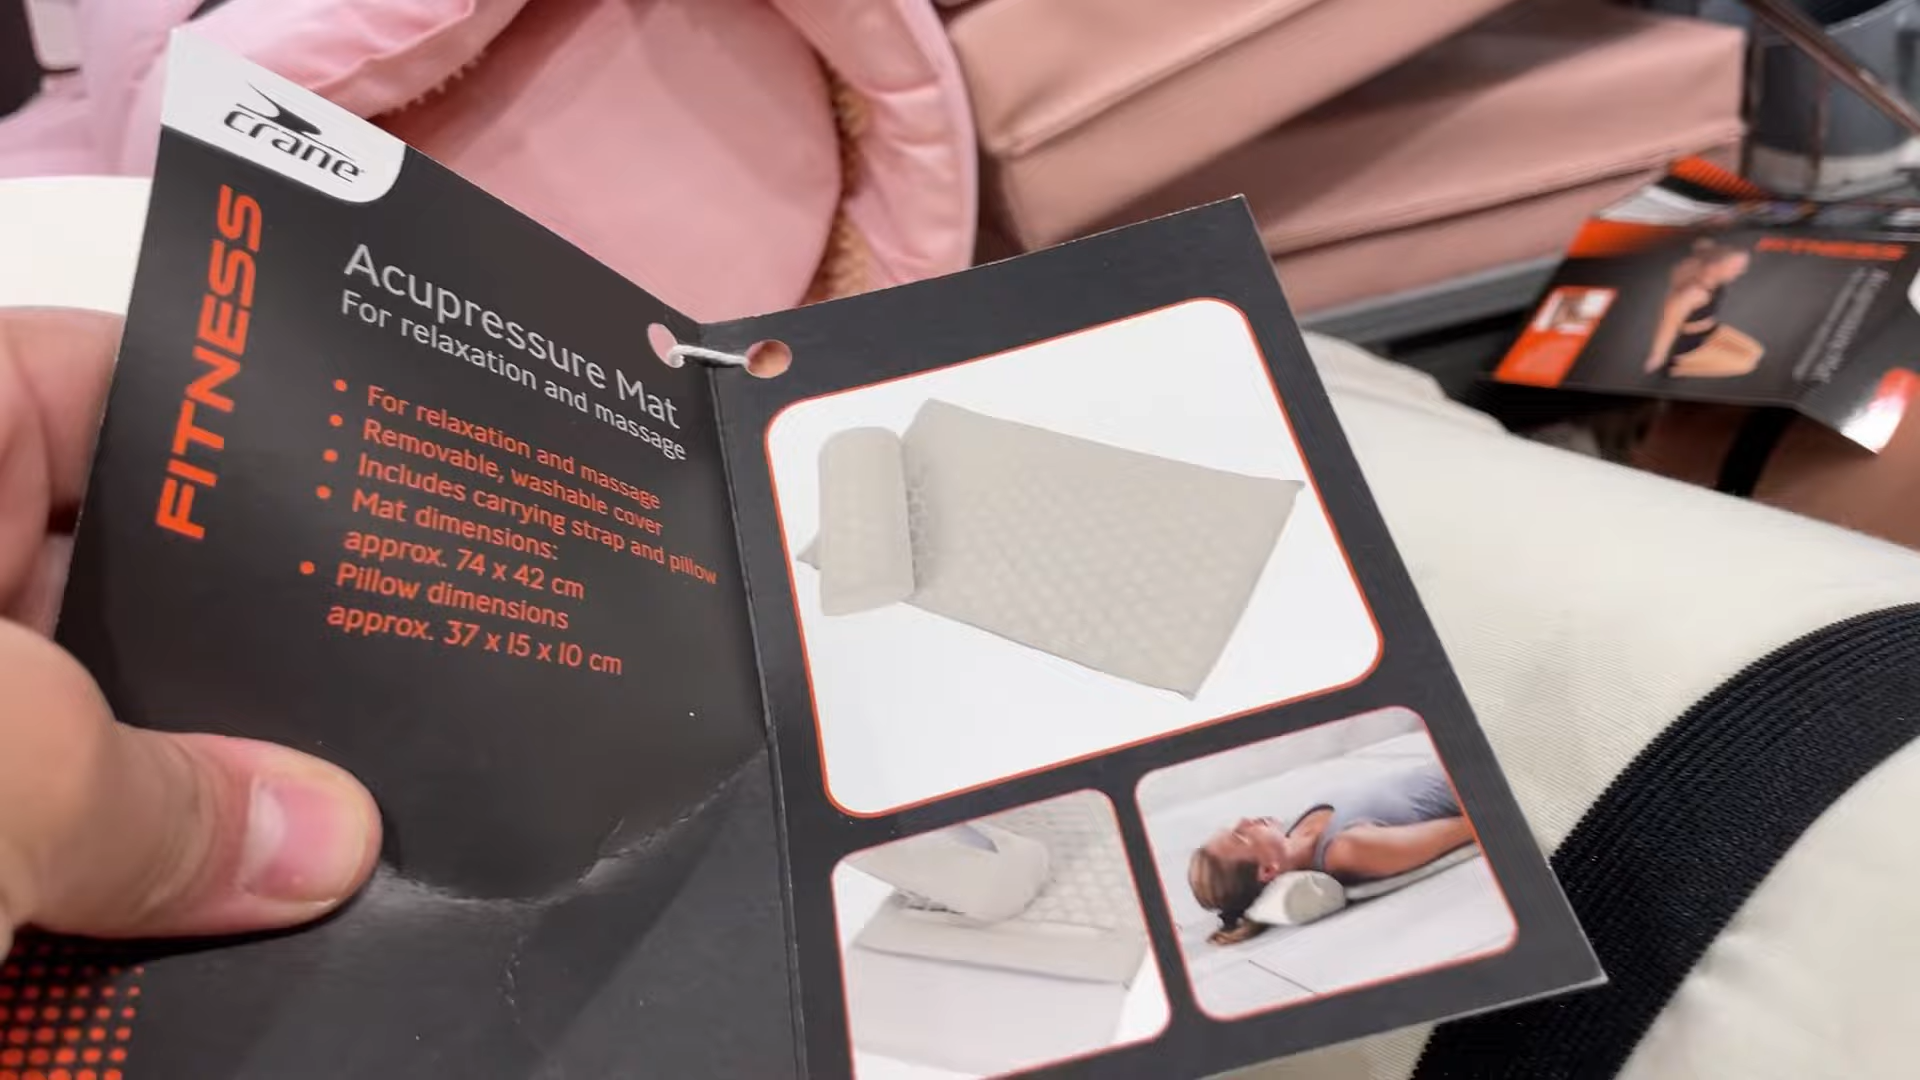 crane
FITNESS
Acupressure Mat
For relaxation and massage
• For relaxation and massage
• Removable, washable cover
• Includes carrying strap and pillow
• Mat dimensions:
approx. 74 x 42 cm
• Pillow dimensions
approx. 37 x 15 x 10 cm
FITNESS